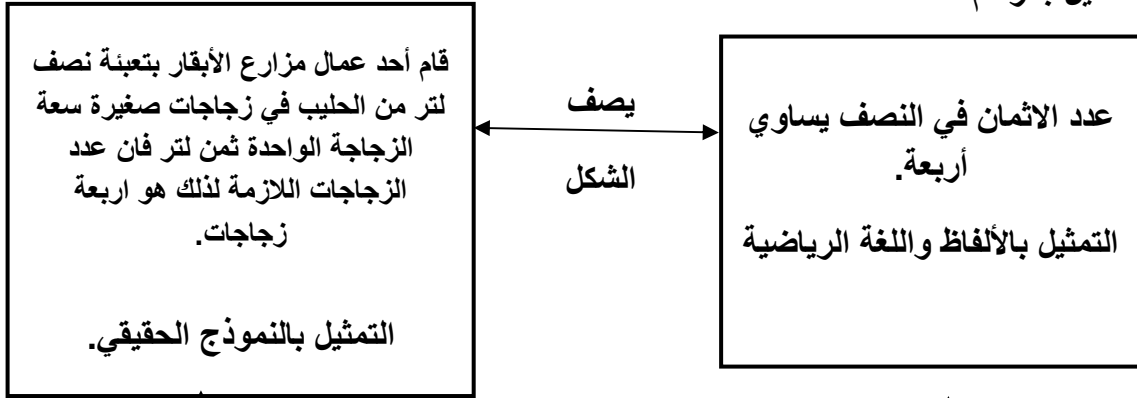 عدد الاثمان في النصف يساوي
أربعة.
التمثيل بالألفاظ واللغة الرياضية
يصف
الشكل
قام أحد عمال مزارع الأبقار بتعبئة نصف
لتر من الحليب في زجاجات صغيرة سعة
الزجاجة الواحدة ثمن لتر فان عدد
الزجاجات اللازمة لذلك هو اربعة
زجاجات.
التمثيل بالنموذج الحقيقي.